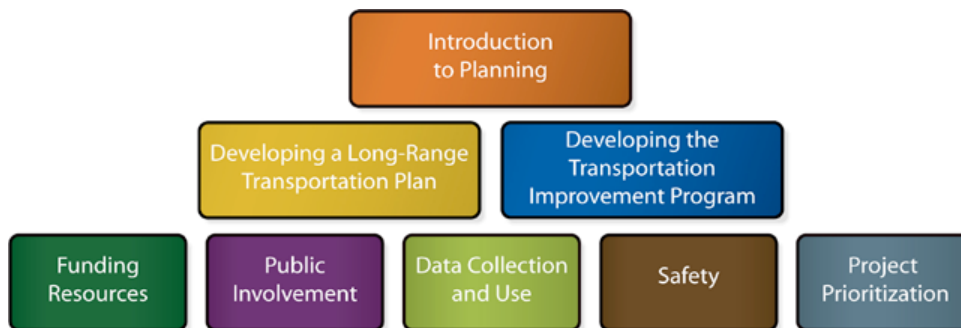 Introduction
to Planning
Developing a Long-Range
Transportation Plan
Developing the
Transportation
Improvement Program
Funding
Resources
Public
Involvement
Data Collection
and Use
Safety
Project
Prioritization